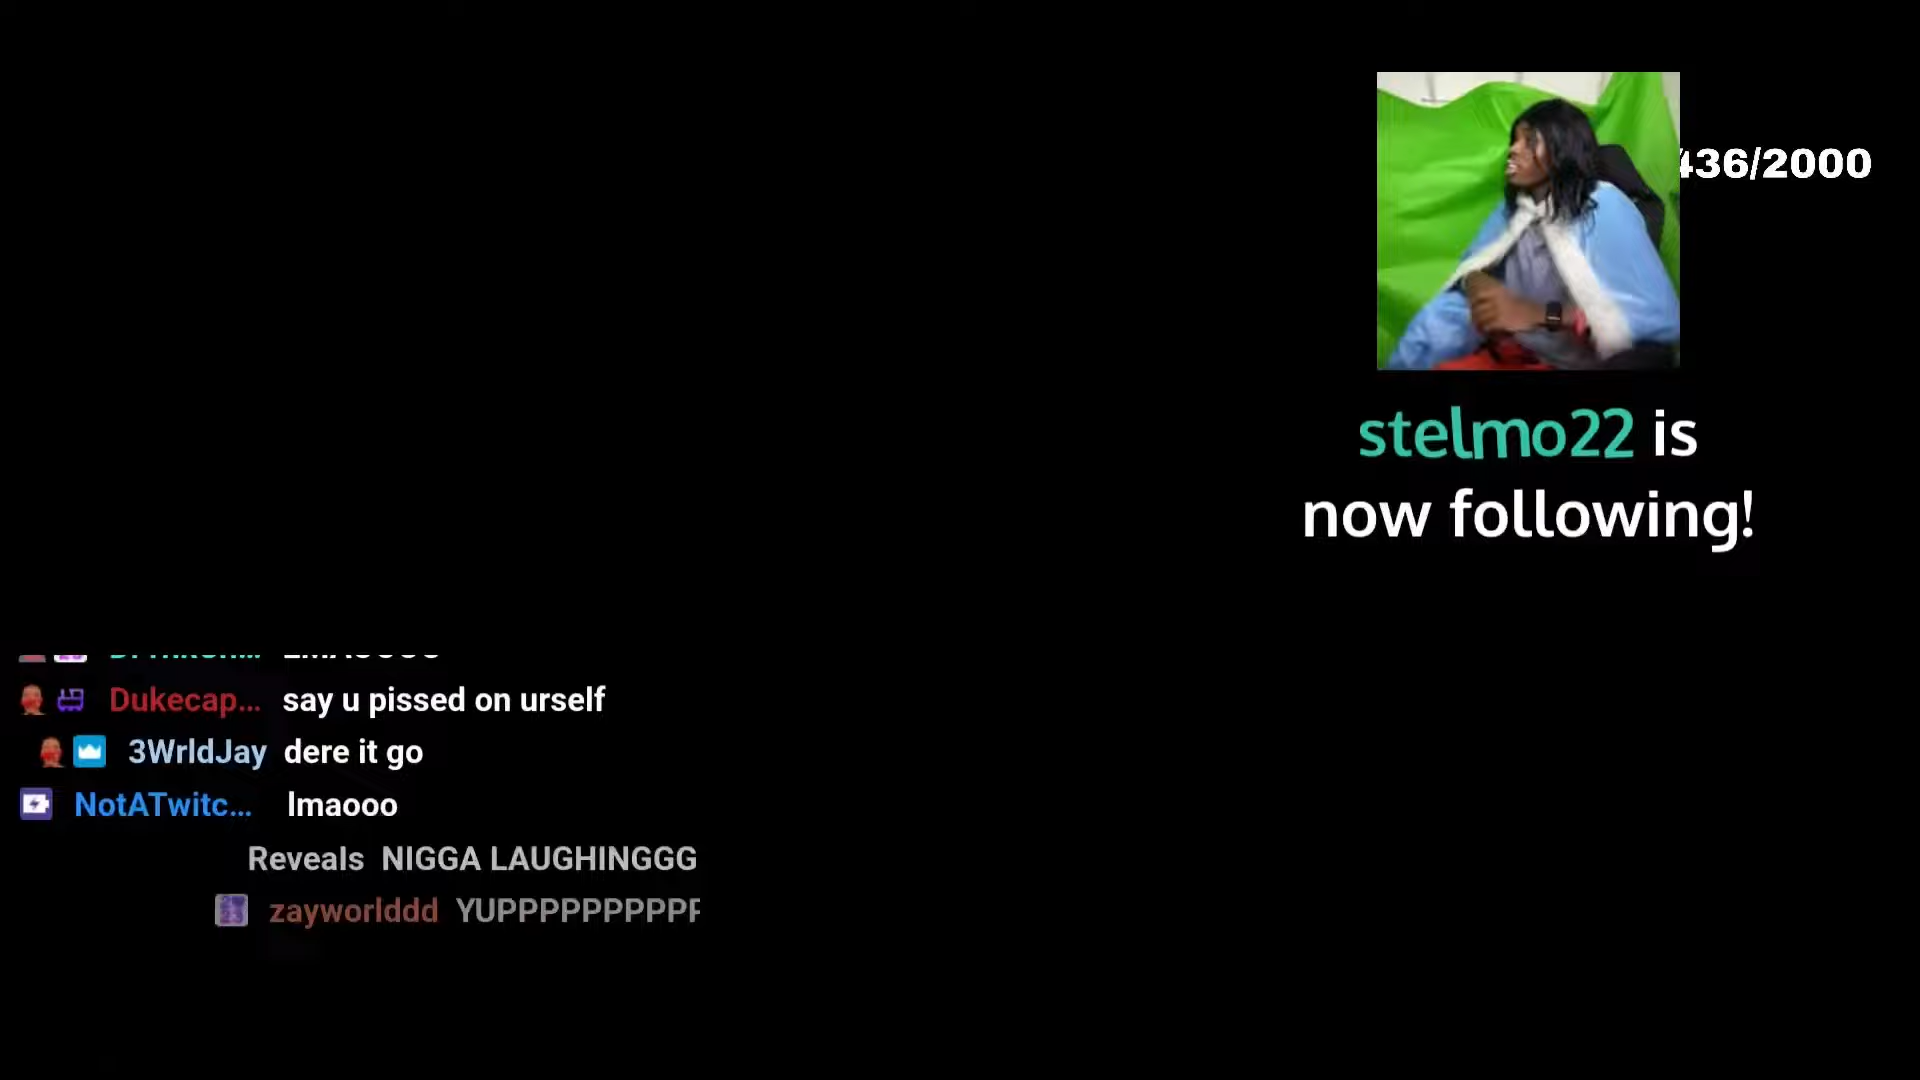 436/2000
stelmo22 is
now following!
Dukecap... say u pissed on urself
3WrldJay dere it go
NotATwitc... lmaooo
Reveals NIGGA LAUGHINGGG
zayworlddd YUPPPPPPPPPP